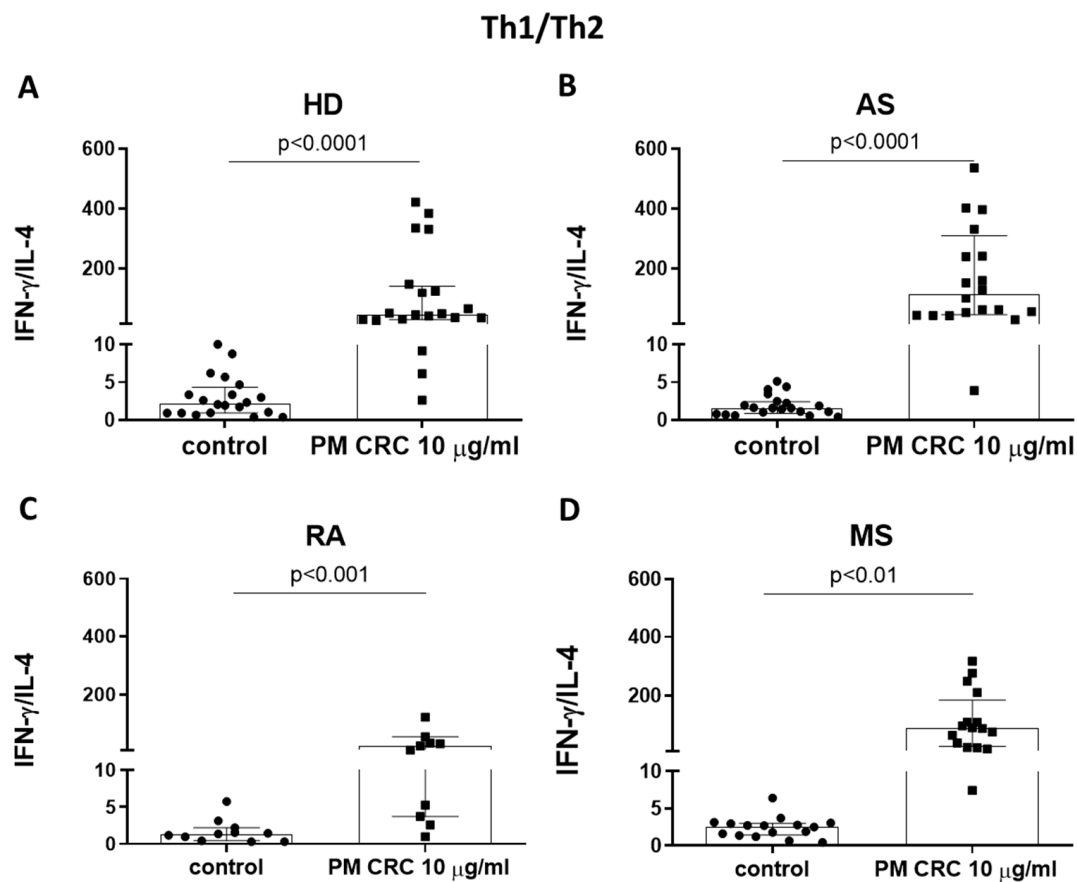 Th1/Th2
A
HD
p<0.0001
IFN-γ/IL-4
600
400
200
10
5
0
control
PM CRC 10 μg/ml
B
AS
p<0.0001
IFN-γ/IL-4
600
400
200
10
5
0
control
PM CRC 10 μg/ml
C
RA
p<0.001
IFN-γ/IL-4
600
400
200
10
5
0
control
PM CRC 10 μg/ml
D
MS
p<0.01
IFN-γ/IL-4
600
400
200
10
5
0
control
PM CRC 10 μg/ml